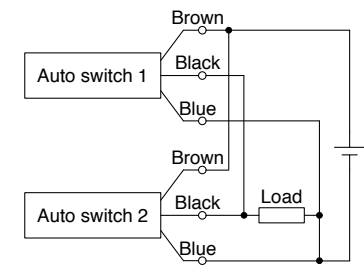 Brown
Auto switch 1
Black
Blue
Brown
Auto switch 2
Black
Load
Blue